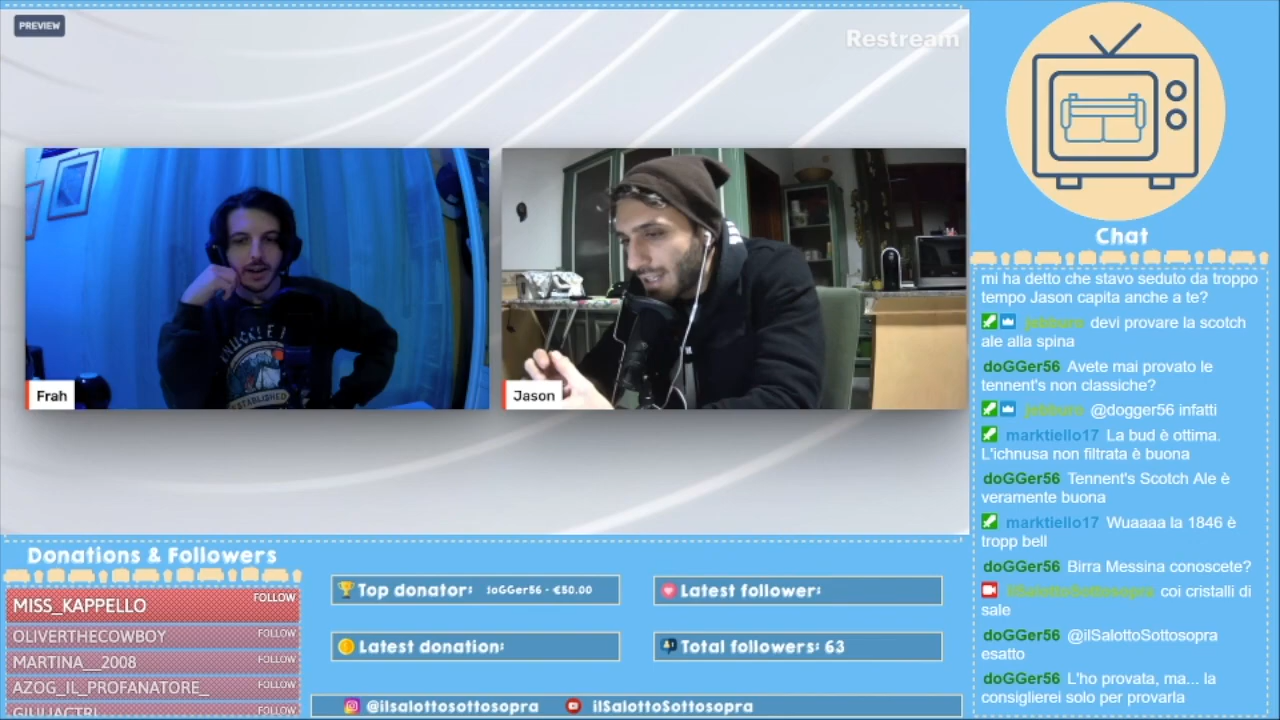 PREVIEW
Restream
UNCLE F
ESTABLISHED
Frah
Jason
Chat
mi ha detto che stavo seduto da troppo
tempo Jason capita anche a te?
devi provare la scotch
ale alla spina
doGGer56 Avete mai provato le
tennent's non classiche?
@dogger56 infatti
marktiello17 La bud è ottima.
L'ichnusa non filtrata è buona
doGGer56 Tennent's Scotch Ale è
veramente buona
marktiello17 Wuaaaa la 1846 è
tropp bell
doGGer56 Birra Messina conoscete?
ilSalottoSottosopra coi cristalli di
sale
doGGer56 @ilSalottoSottosopra
esatto
doGGer56 L'ho provata, ma... la
consiglierei solo per provarla
Donations & Followers
MISS_KAPPELLO FOLLOW
OLIVERTHECOWBOY FOLLOW
MARTINA__2008 FOLLOW
AZOG_IL_PROFANATORE_ FOLLOW
FOLLOW
Top donator: JoGGer56 - €50.00
Latest follower:
Latest donation:
Total followers: 63
@ilsalottosottosopra
ilSalottoSottosopra